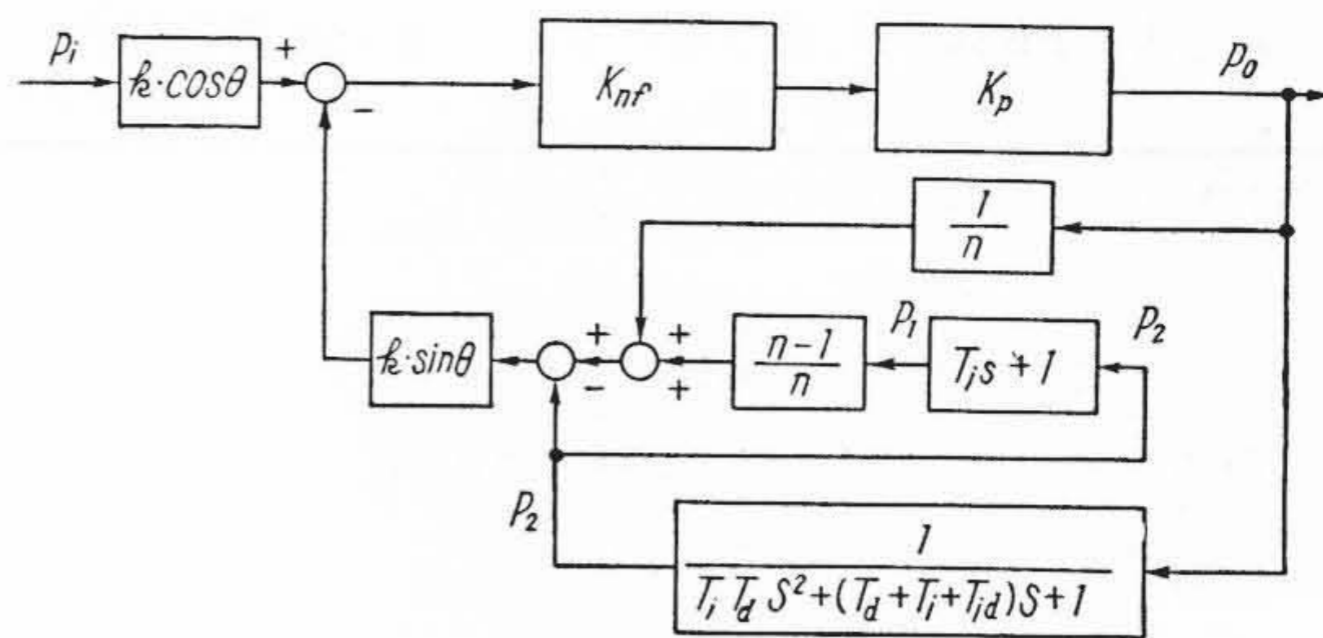 Pi
k·cosθ
+
−
Knf
Kp
Po
1/n
k·sinθ
+
−
+
+
n−1/n
P1
Tis + 1
P2
P2
1/TiTdS²+(Td+Ti+Tid)S+1